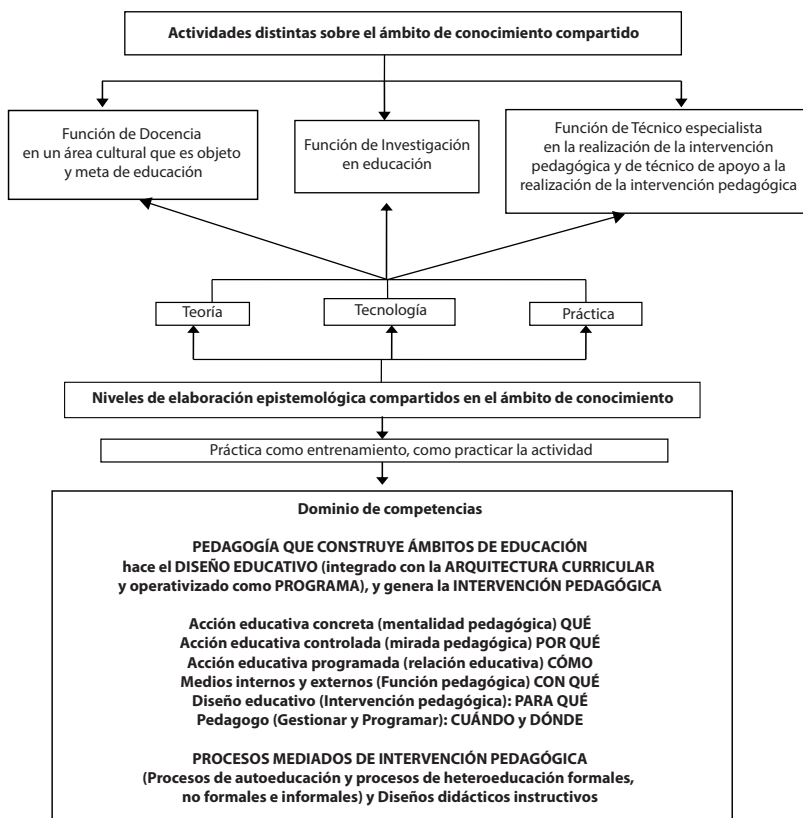 Actividades distintas sobre el ámbito de conocimiento compartido
Función de Docencia
en un área cultural que es objeto
y meta de educación
Función de Investigación
en educación
Función de Técnico especialista
en la realización de la intervención
pedagógica y de técnico de apoyo a la
realización de la intervención pedagógica
Teoría
Tecnología
Práctica
Niveles de elaboración epistemológica compartidos en el ámbito de conocimiento
Práctica como entrenamiento, como practicar la actividad
Dominio de competencias
PEDAGOGÍA QUE CONSTRUYE ÁMBITOS DE EDUCACIÓN
hace el DISEÑO EDUCATIVO (integrado con la ARQUITECTURA CURRICULAR
y operativizado como PROGRAMA), y genera la INTERVENCIÓN PEDAGÓGICA
Acción educativa concreta (mentalidad pedagógica) QUÉ
Acción educativa controlada (mirada pedagógica) POR QUÉ
Acción educativa programada (relación educativa) CÓMO
Medios internos y externos (Función pedagógica) CON QUÉ
Diseño educativo (Intervención pedagógica): PARA QUÉ
Pedagogo (Gestionar y Programar): CUÁNDO y DÓNDE
PROCESOS MEDIADOS DE INTERVENCIÓN PEDAGÓGICA
(Procesos de autoeducación y procesos de heteroeducación formales,
no formales e informales) y Diseños didácticos instructivos